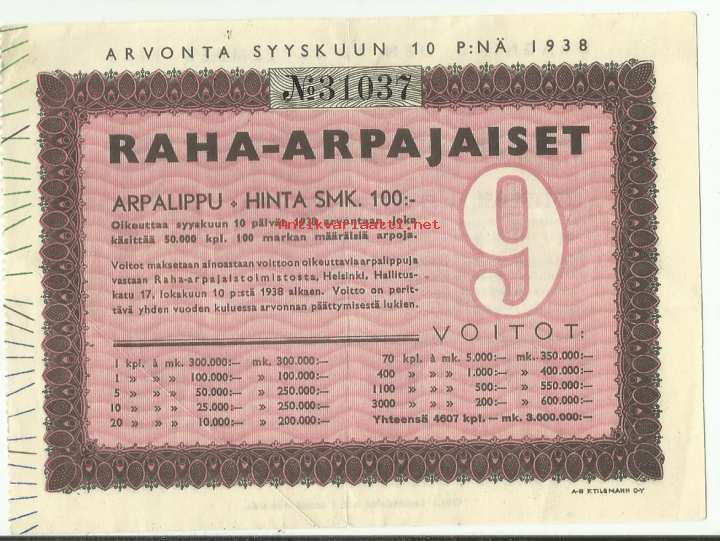 ARVONTA SYYSKUUN 10 P:NÄ 1938
№ 31037
RAHA-ARPAJAISET
9
ARPALIPPU ⬥ HINTA SMK. 100:-
Oikeuttaa syyskuun 10 päivän 1938 arvontaan, joka
käsittää 50.000 kpl. 100 markan määräisiä arpoja.
antikvariaatti.net
Voitot maksetaan ainoastaan voittoon oikeuttavia arpalippuja
vastaan Raha-arpajaistoimistosta, Helsinki, Hallitus-
katu 17, lokakuun 10 p:stä 1938 alkaen. Voitto on perit-
tävä yhden vuoden kuluessa arvonnan päättymisestä lukien.
VOITOT:
1 kpl. à mk. 300.000:— mk. 300.000:—
1 » » » 100.000:— » 100.000:—
5 » » » 50.000:— » 250.000:—
10 » » » 25.000:— » 250.000:—
20 » » » 10,000:— » 200.000:—
70 kpl. à mk. 5.000:— mk. 350.000:—
400 » » » 1.000:— » 400.000:—
1100 » » » 500:— » 550.000:—
3000 » » » 200:— » 600.000:—
Yhteensä 4607 kpl.— mk. 3.000.000:—
A-B F.TILGMANN O-Y